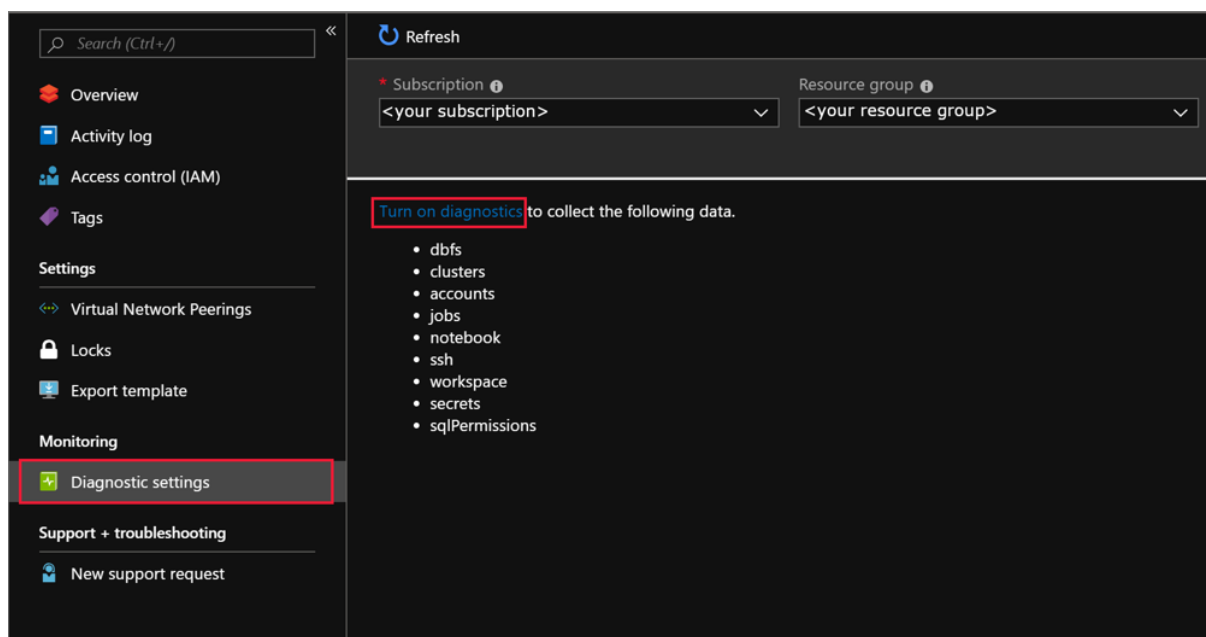 Search (Ctrl+/)
«
Overview
Activity log
Access control (IAM)
Tags
Settings
Virtual Network Peerings
Locks
Export template
Monitoring
Diagnostic settings
Support + troubleshooting
New support request
Refresh
* Subscription
<your subscription>
Resource group
<your resource group>
Turn on diagnostics to collect the following data.
• dbfs
• clusters
• accounts
• jobs
• notebook
• ssh
• workspace
• secrets
• sqlPermissions